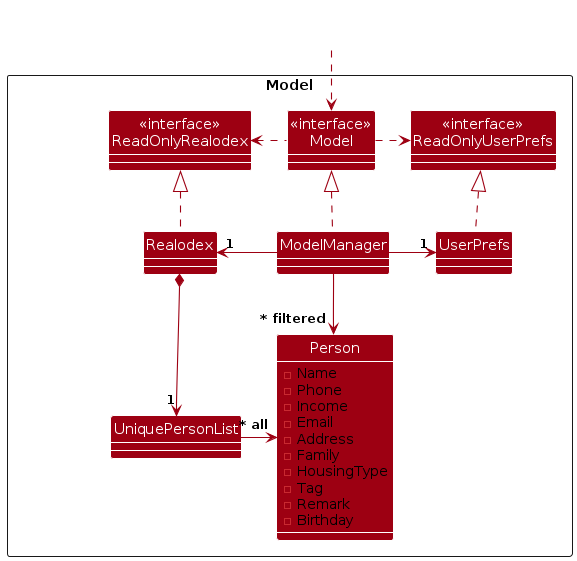 Model
«interface»
ReadOnlyRealodex
«interface»
Model
«interface»
ReadOnlyUserPrefs
Realodex
1
ModelManager
1
UserPrefs
* filtered
Person
Name
Phone
Income
Email
Address
Family
HousingType
Tag
Remark
Birthday
1
UniquePersonList
* all